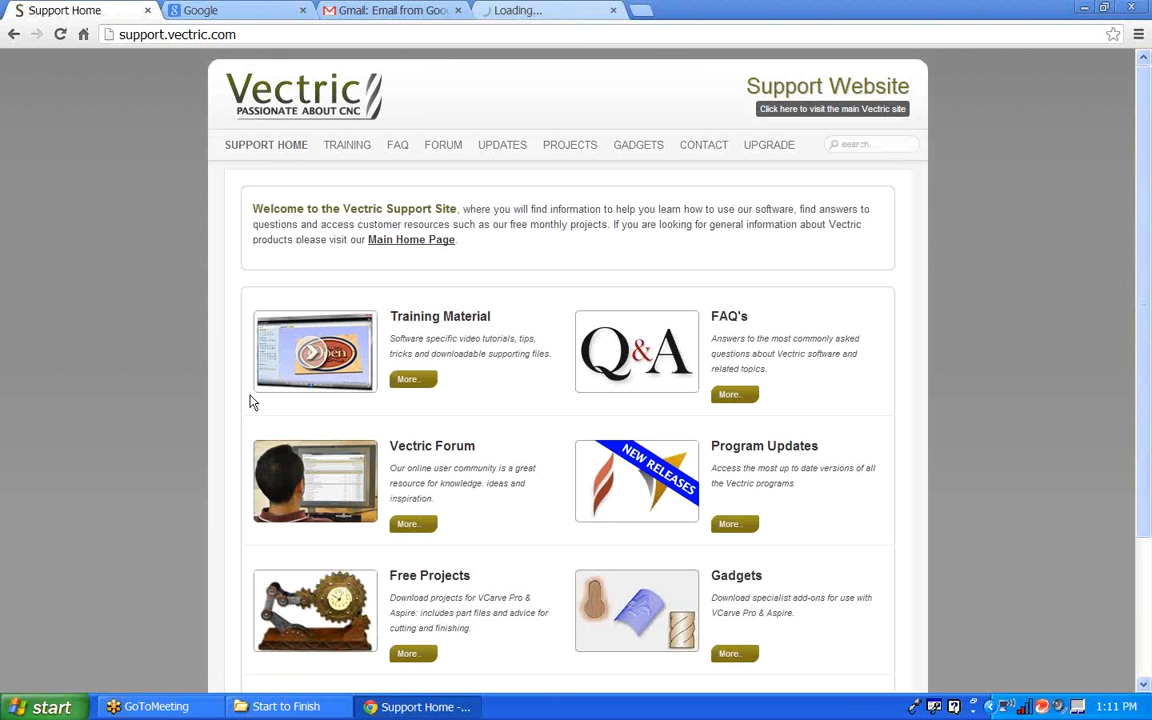 Support Home
Google
Gmail: Email from Goo
Loading...
support.vectric.com
Vectric
PASSIONATE ABOUT CNC
Support Website
Click here to visit the main Vectric site
SUPPORT HOME TRAINING FAQ FORUM UPDATES PROJECTS GADGETS CONTACT UPGRADE search.
Welcome to the Vectric Support Site, where you will find information to help you learn how to use our software, find answers to
questions and access customer resources such as our free monthly projects. If you are looking for general information about Vectric
products please visit our Main Home Page.
Open
Training Material
Software specific video tutorials, tips,
tricks and downloadable supporting files.
More..
Q&A
FAQ's
Answers to the most commonly asked
questions about Vectric software and
related topics.
More..
Vectric Forum
Our online user community is a great
resource for knowledge. ideas and
inspiration.
More..
NEW RELEASES
Program Updates
Access the most up to date versions of all
the Vectric programs
More..
Free Projects
Download projects for VCarve Pro &
Aspire: includes part files and advice for
cutting and finishing.
More..
Gadgets
Download specialist add-ons for use with
VCarve Pro & Aspire.
More..
start
GoToMeeting
Start to Finish
Support Home -...
1:11 PM